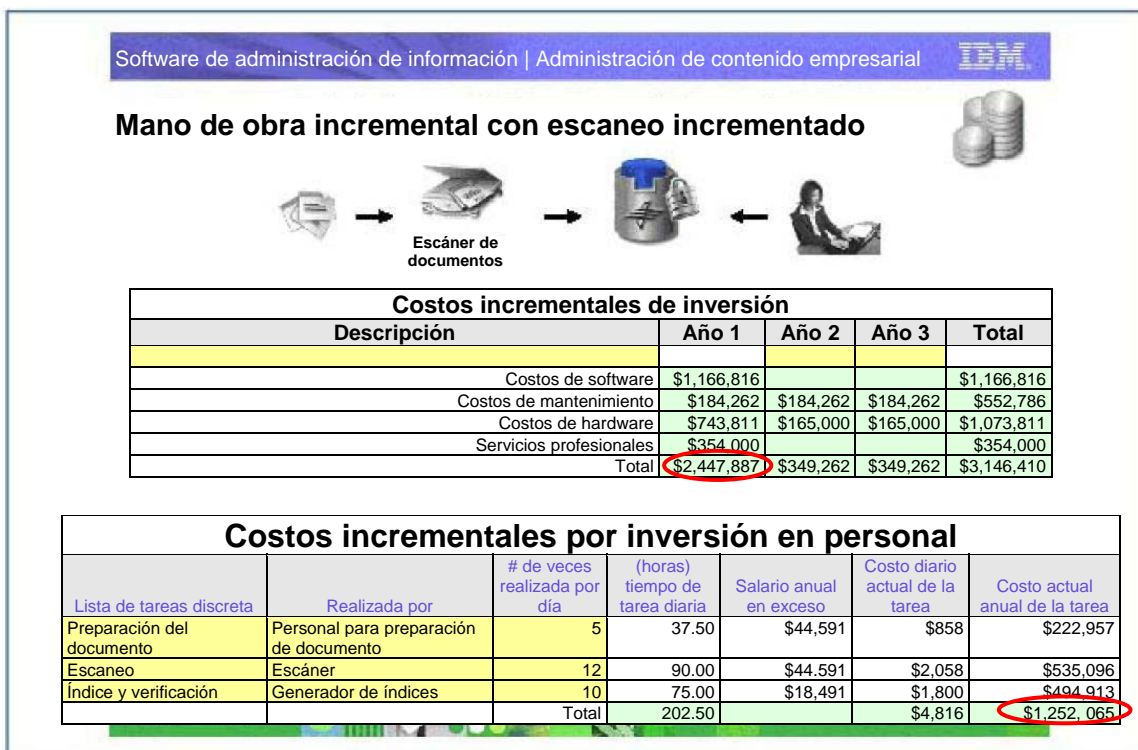 Software de administración de información | Administración de contenido empresarial IBM.
Mano de obra incremental con escaneo incrementado
Escáner de
documentos
Costos incrementales de inversión
Descripción Año 1 Año 2 Año 3 Total
Costos de software $1,166,816 $1,166,816
Costos de mantenimiento $184,262 $184,262 $184,262 $552,786
Costos de hardware $743,811 $165,000 $165,000 $1,073,811
Servicios profesionales $354,000 $354,000
Total $2,447,887 $349,262 $349,262 $3,146,410
Costos incrementales por inversión en personal
Lista de tareas discreta Realizada por # de veces realizada por día (horas) tiempo de tarea diaria Salario anual en exceso Costo diario actual de la tarea Costo actual anual de la tarea
Preparación del documento Personal para preparación de documento 5 37.50 $44,591 $858 $222,957
Escaneo Escáner 12 90.00 $44.591 $2,058 $535,096
Índice y verificación Generador de índices 10 75.00 $18,491 $1,800 $494,913
Total 202.50 $4,816 $1,252, 065